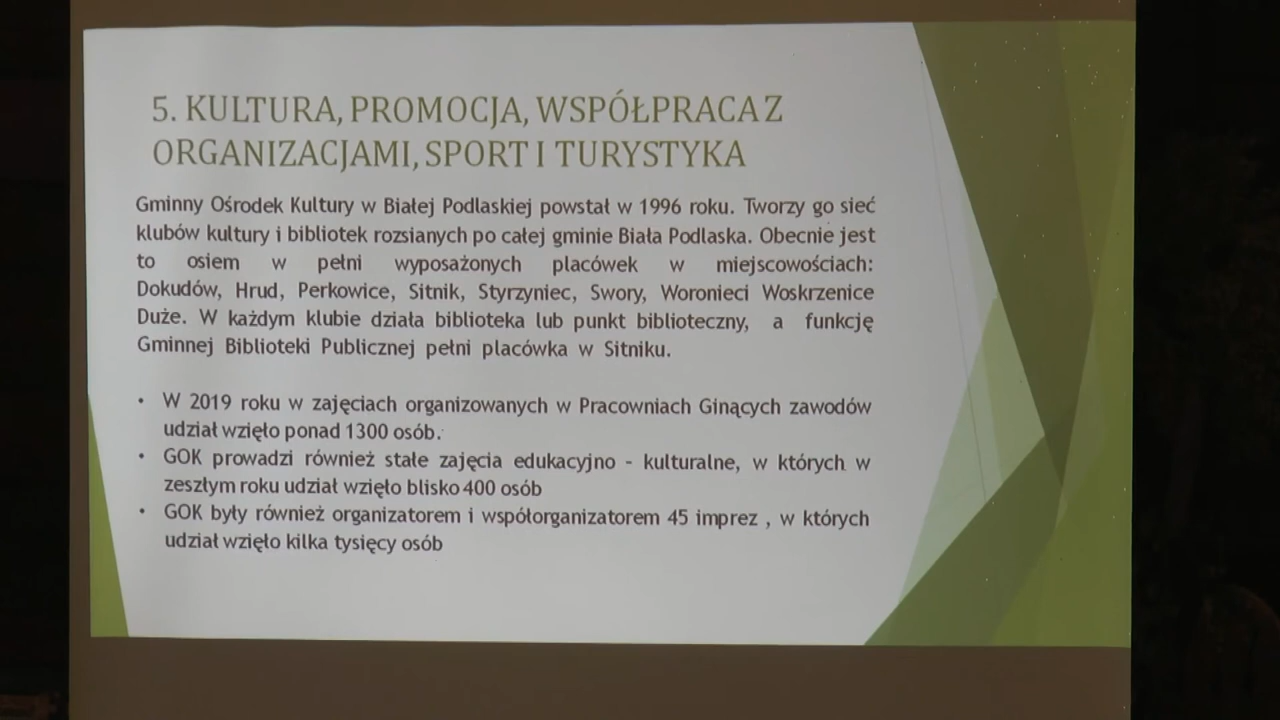 5. KULTURA, PROMOCJA, WSPÓŁPRACA Z
ORGANIZACJAMI, SPORT I TURYSTYKA
Gminny Ośrodek Kultury w Białej Podlaskiej powstał w 1996 roku. Tworzy go sieć
klubów kultury i bibliotek rozsianych po całej gminie Biała Podlaska. Obecnie jest
to osiem w pełni wyposażonych placówek w miejscowościach:
Dokudów, Hrud, Perkowice, Sitnik, Styrzyniec, Swory, Woronieci Woskrzenice
Duże. W każdym klubie działa biblioteka lub punkt biblioteczny, a funkcję
Gminnej Biblioteki Publicznej pełni placówka w Sitniku.
• W 2019 roku w zajęciach organizowanych w Pracowniach Ginących zawodów
udział wzięło ponad 1300 osób.
• GOK prowadzi również stałe zajęcia edukacyjno - kulturalne, w których w
zeszłym roku udział wzięło blisko 400 osób
• GOK były również organizatorem i współorganizatorem 45 imprez , w których
udział wzięło kilka tysięcy osób